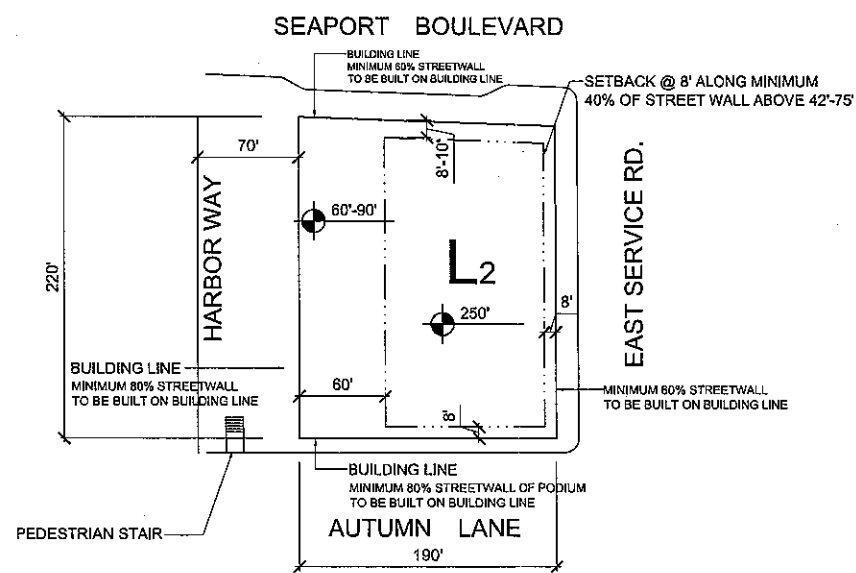 SEAPORT BOULEVARD
BUILDING LINE
MINIMUM 60% STREETWALL
TO BE BUILT ON BUILDING LINE
SETBACK @ 8' ALONG MINIMUM
40% OF STREET WALL ABOVE 42'-75'
70'
8'-10'
60'-90'
HARBOR WAY
220'
L2
EAST SERVICE RD.
250'
8'
BUILDING LINE
MINIMUM 80% STREETWALL
TO BE BUILT ON BUILDING LINE
60'
MINIMUM 60% STREETWALL
TO BE BUILT ON BUILDING LINE
8'
BUILDING LINE
MINIMUM 80% STREETWALL OF PODIUM
TO BE BUILT ON BUILDING LINE
PEDESTRIAN STAIR
AUTUMN LANE
190'